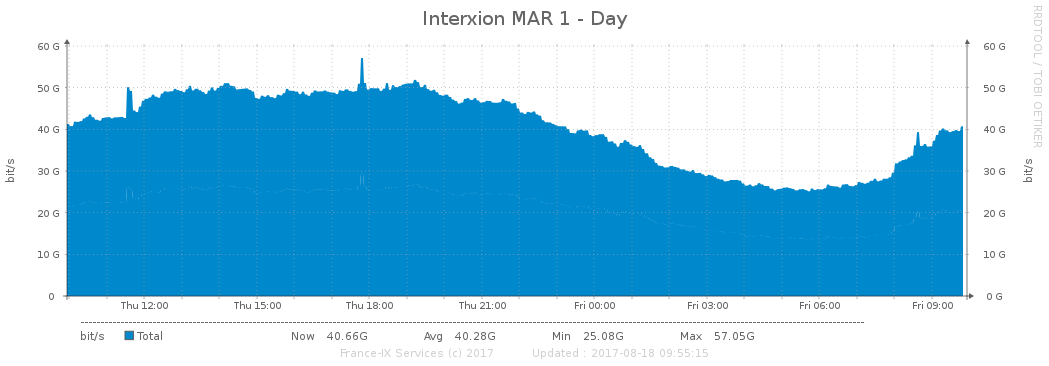 Interxion MAR 1 - Day
RRDTOOL / TOBI OETIKER
bit/s
60 G 60 G
50 G 50 G
40 G 40 G
30 G 30 G
20 G 20 G
10 G 10 G
0 0 G
bit/s
Thu 12:00 Thu 15:00 Thu 18:00 Thu 21:00 Fri 00:00 Fri 03:00 Fri 06:00 Fri 09:00
bit/s Total Now 40.66G Avg 40.28G Min 25.08G Max 57.05G
France-IX Services (c) 2017 Updated : 2017-08-18 09:55:15